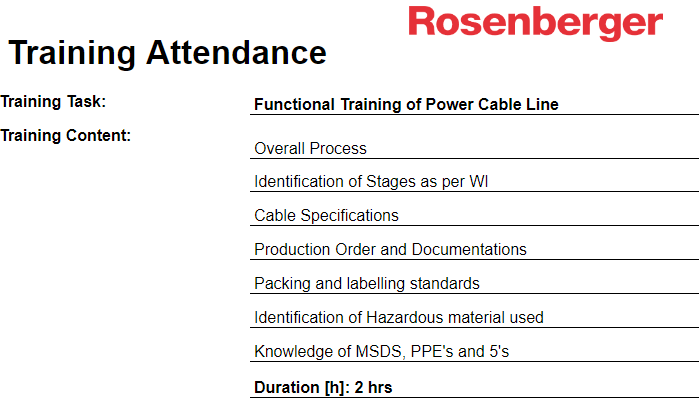 Rosenberger
Training Attendance
Training Task: Functional Training of Power Cable Line
Training Content:
Overall Process
Identification of Stages as per WI
Cable Specifications
Production Order and Documentations
Packing and labelling standards
Identification of Hazardous material used
Knowledge of MSDS, PPE's and 5's
Duration [h]: 2 hrs